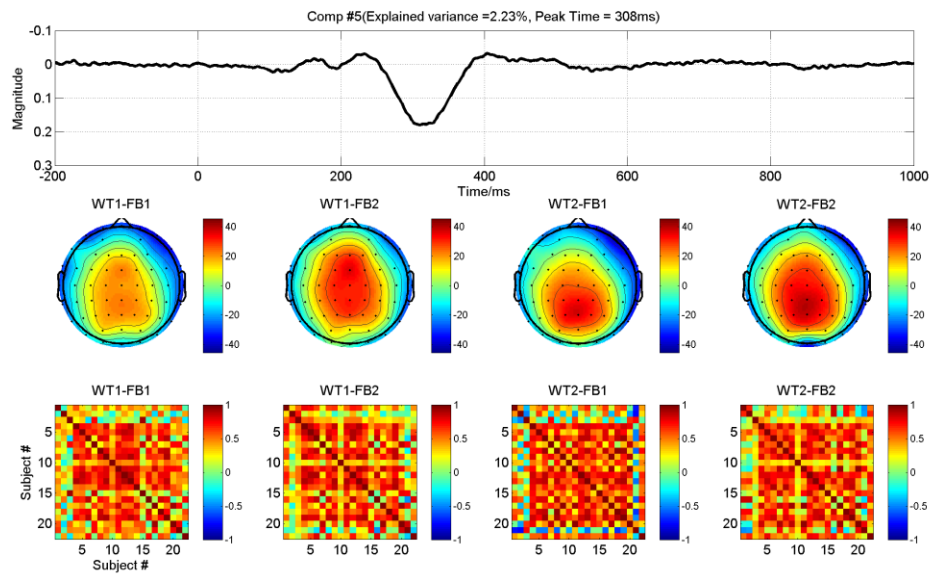 Comp #5(Explained variance =2.23%, Peak Time = 308ms)
-0.1
0
0.1
0.2
0.3
Magnitude
-200 0 200 400 600 800 1000
Time/ms
WT1-FB1 WT1-FB2 WT2-FB1 WT2-FB2
40 40 40 40
20 20 20 20
0 0 0 0
-20 -20 -20 -20
-40 -40 -40 -40
WT1-FB1 WT1-FB2 WT2-FB1 WT2-FB2
1 1 1 1
5 0.5 5 0.5 5 0.5 5 0.5
10 0 10 0 10 0 10 0
15 -0.5 15 -0.5 15 -0.5 15 -0.5
20 -1 20 -1 20 -1 20 -1
Subject #
5 10 15 20 5 10 15 20 5 10 15 20 5 10 15 20
Subject #